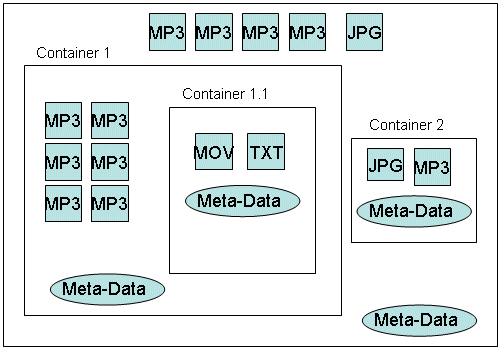 MP3 MP3 MP3 MP3 JPG
Container 1
Container 1.1
MP3 MP3
MP3 MP3
MP3 MP3
MOV TXT
Meta-Data
Meta-Data
Container 2
JPG MP3
Meta-Data
Meta-Data